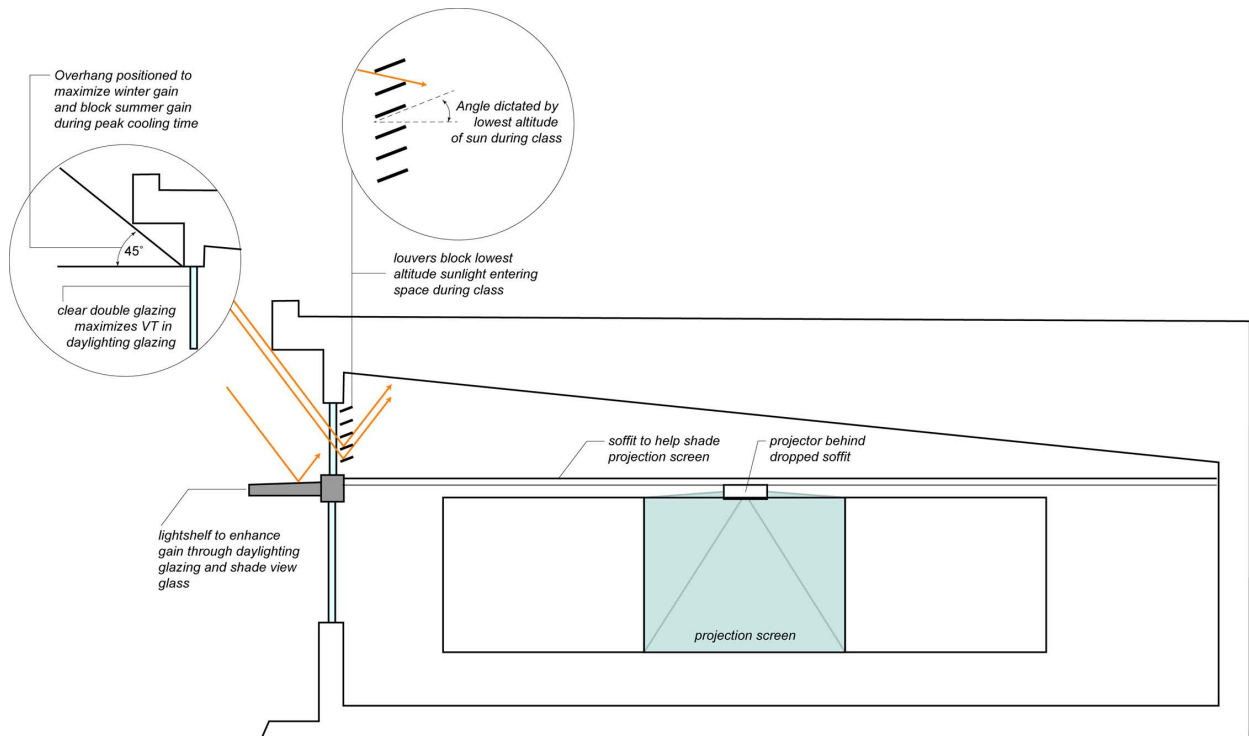 Overhang positioned to
maximize winter gain
and block summer gain
during peak cooling time
45°
clear double glazing
maximizes VT in
daylighting glazing
Angle dictated by
lowest altitude
of sun during class
louvers block lowest
altitude sunlight entering
space during class
soffit to help shade
projection screen
projector behind
dropped soffit
lightshelf to enhance
gain through daylighting
glazing and shade view
glass
projection screen